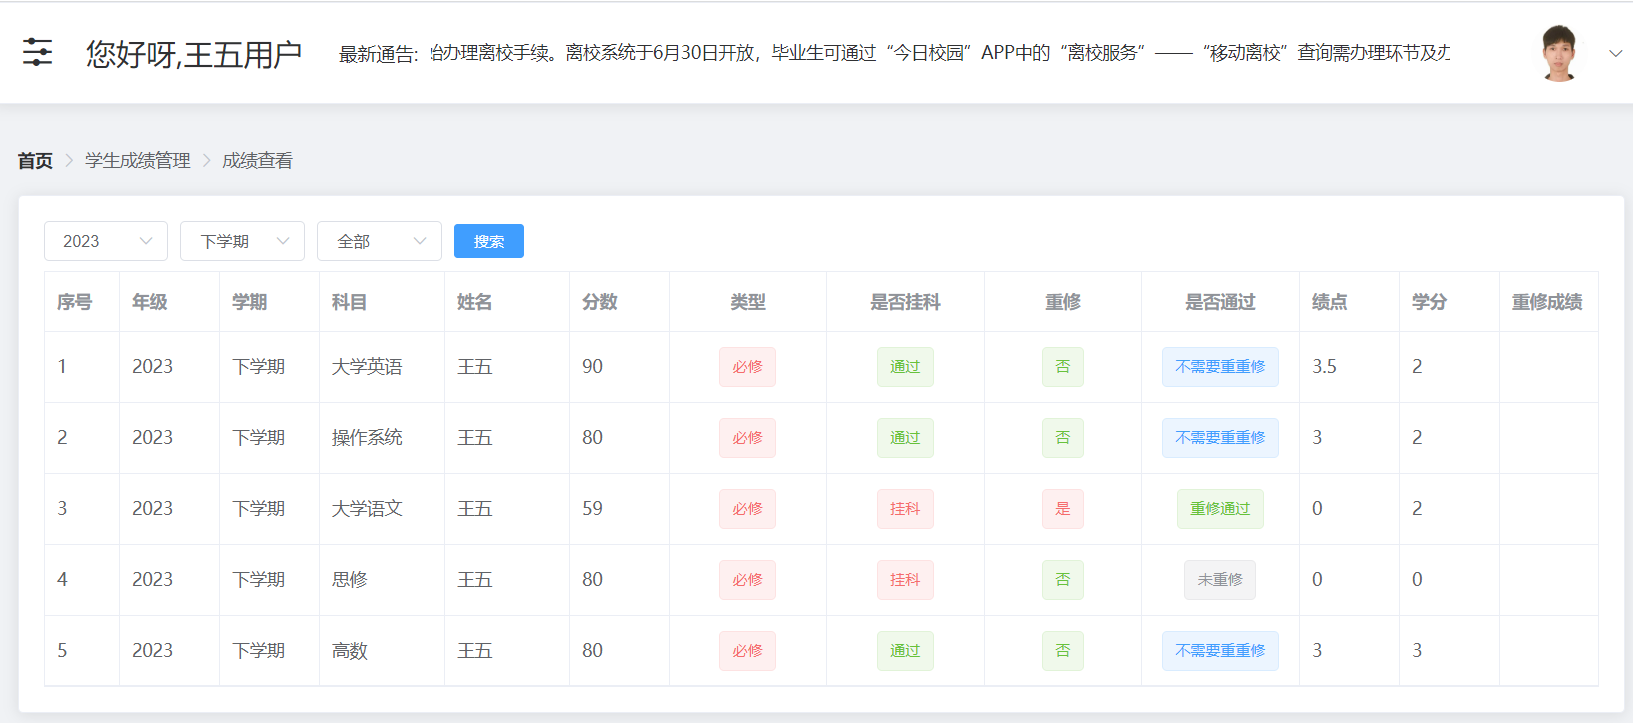 您好呀,王五用户
最新通告: 办理离校手续。离校系统于6月30日开放，毕业生可通过“今日校园”APP中的“离校服务”——“移动离校”查询需办理环节及
首页 学生成绩管理 成绩查看
2023 下学期 全部 搜索
序号 年级 学期 科目 姓名 分数 类型 是否挂科 重修 是否通过 绩点 学分 重修成绩
1 2023 下学期 大学英语 王五 90 必修 通过 否 不需要重重修 3.5 2
2 2023 下学期 操作系统 王五 80 必修 通过 否 不需要重重修 3 2
3 2023 下学期 大学语文 王五 59 必修 挂科 是 重修通过 0 2
4 2023 下学期 思修 王五 80 必修 挂科 否 未重修 0 0
5 2023 下学期 高数 王五 80 必修 通过 否 不需要重重修 3 3